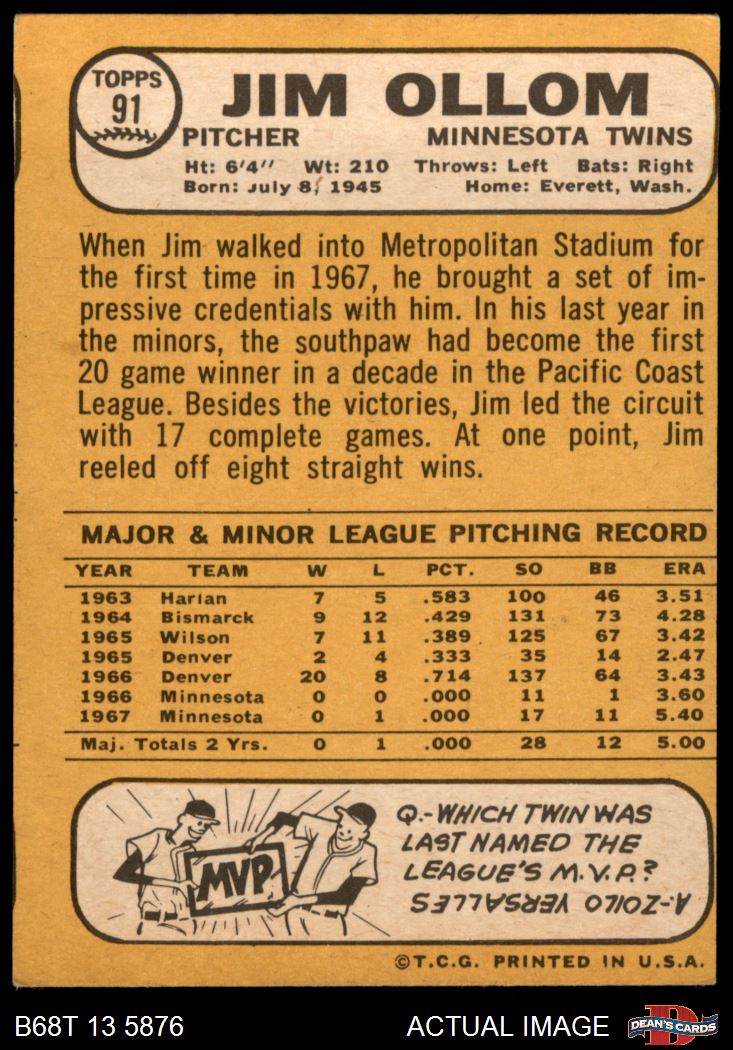 TOPPS
91
JIM OLLOM
PITCHER MINNESOTA TWINS
Ht: 6'4" Wt: 210 Throws: Left Bats: Right
Born: July 8, 1945 Home: Everett, Wash.
When Jim walked into Metropolitan Stadium for
the first time in 1967, he brought a set of im-
pressive credentials with him. In his last year in
the minors, the southpaw had become the first
20 game winner in a decade in the Pacific Coast
League. Besides the victories, Jim led the circuit
with 17 complete games. At one point, Jim
reeled off eight straight wins.
MAJOR & MINOR LEAGUE PITCHING RECORD
YEAR TEAM W L PCT. SO BB ERA
1963 Harlan 7 5 .583 100 46 3.51
1964 Bismarck 9 12 .429 131 73 4.28
1965 Wilson 7 11 .389 125 67 3.42
1965 Denver 2 4 .333 35 14 2.47
1966 Denver 20 8 .714 137 64 3.43
1966 Minnesota 0 0 .000 11 1 3.60
1967 Minnesota 0 1 .000 17 11 5.40
Maj. Totals 2 Yrs. 0 1 .000 28 12 5.00
MVP
Q.-WHICH TWIN WAS
LAST NAMED THE
LEAGUE'S M.V.P.?
A-ZOILO VERSALLES
©T.C.G. PRINTED IN U.S.A.
B68T 13 5876 ACTUAL IMAGE
D
DEAN'S CARDS